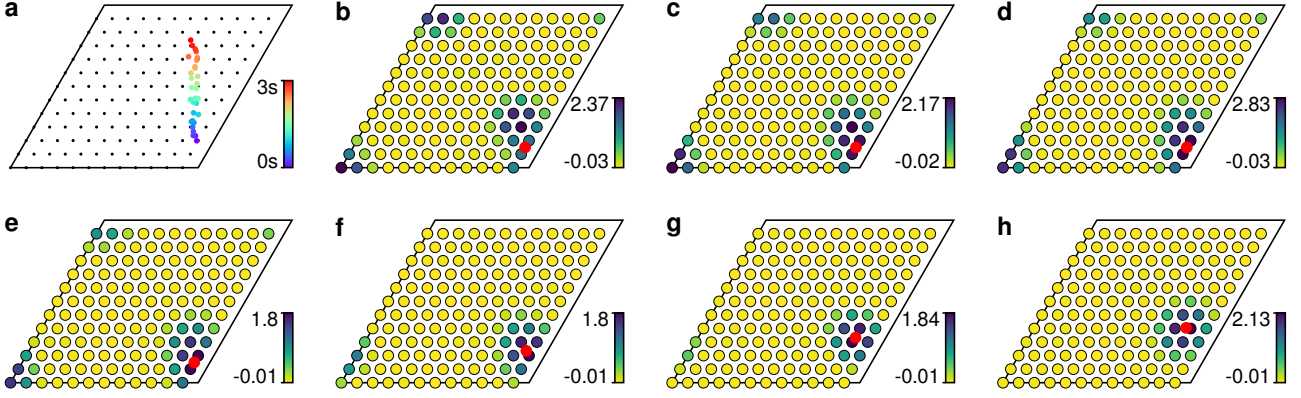 a
3s
0s
b
2.37
-0.03
c
2.17
-0.02
d
2.83
-0.03
e
1.8
-0.01
f
1.8
-0.01
g
1.84
-0.01
h
2.13
-0.01